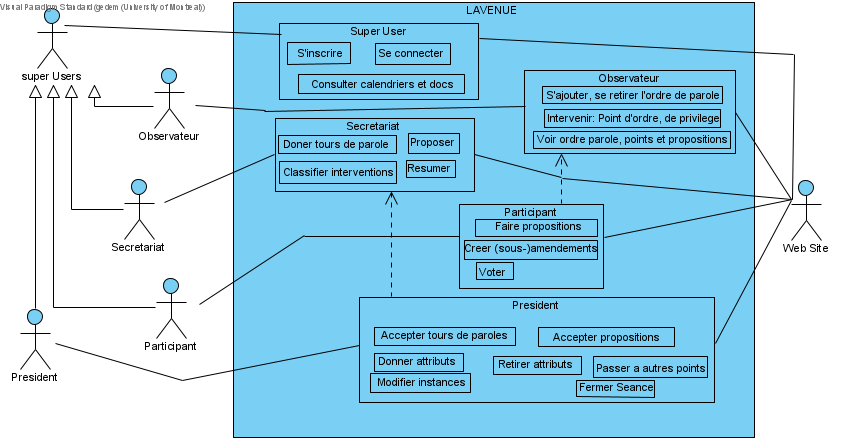 Visual Paradigm Standard(gedem (University of Montreal))
LAVENUE
super Users
Super User
S'inscrire
Se connecter
Consulter calendriers et docs
Observateur
Observateur
S'ajouter, se retirer l'ordre de parole
Intervenir: Point d'ordre, de privilege
Voir ordre parole, points et propositions
Secretariat
Doner tours de parole
Proposer
Classifier interventions
Resumer
Secretariat
Participant
Faire propositions
Creer (sous-)amendements
Voter
Web Site
Participant
President
Accepter tours de paroles
Accepter propositions
Donner attributs
Retirer attributs
Passer a autres points
Modifier instances
Fermer Seance
President